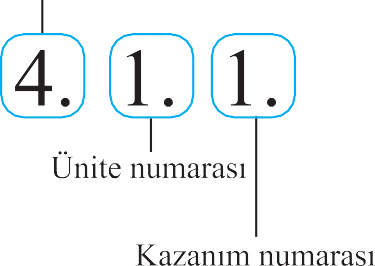 4. 1. 1.
Ünite numarası
Kazanım numarası